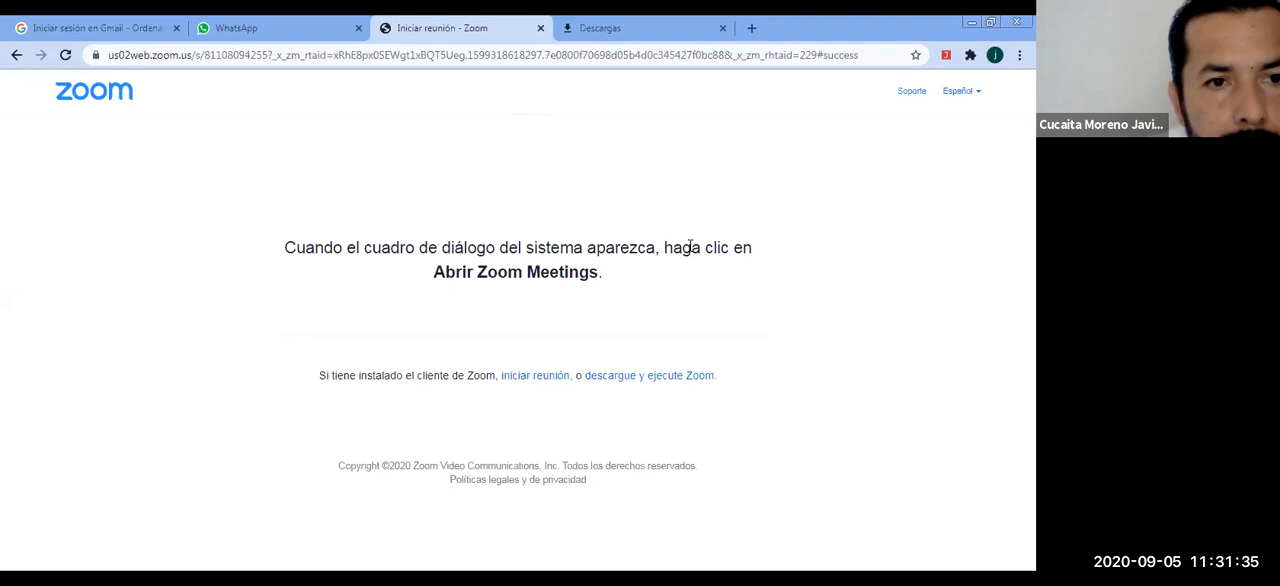 Iniciar sesión en Gmail - Ordena
WhatsApp
Iniciar reunión - Zoom
Descargas
us02web.zoom.us/s/81108094255?_x_zm_rtaid=xRhE8px0SEWgt1xBQT5Ueg.1599318618297.7e0800f70698d05b4d0c345427f0bc88&_x_zm_rhtaid=229#success
zoom
Soporte
Español
Cucaita Moreno Javi...
Cuando el cuadro de diálogo del sistema aparezca, haga clic en
Abrir Zoom Meetings.
Si tiene instalado el cliente de Zoom, iniciar reunión, o descargue y ejecute Zoom.
Copyright ©2020 Zoom Video Communications, Inc. Todos los derechos reservados.
Políticas legales y de privacidad
2020-09-05 11:31:35